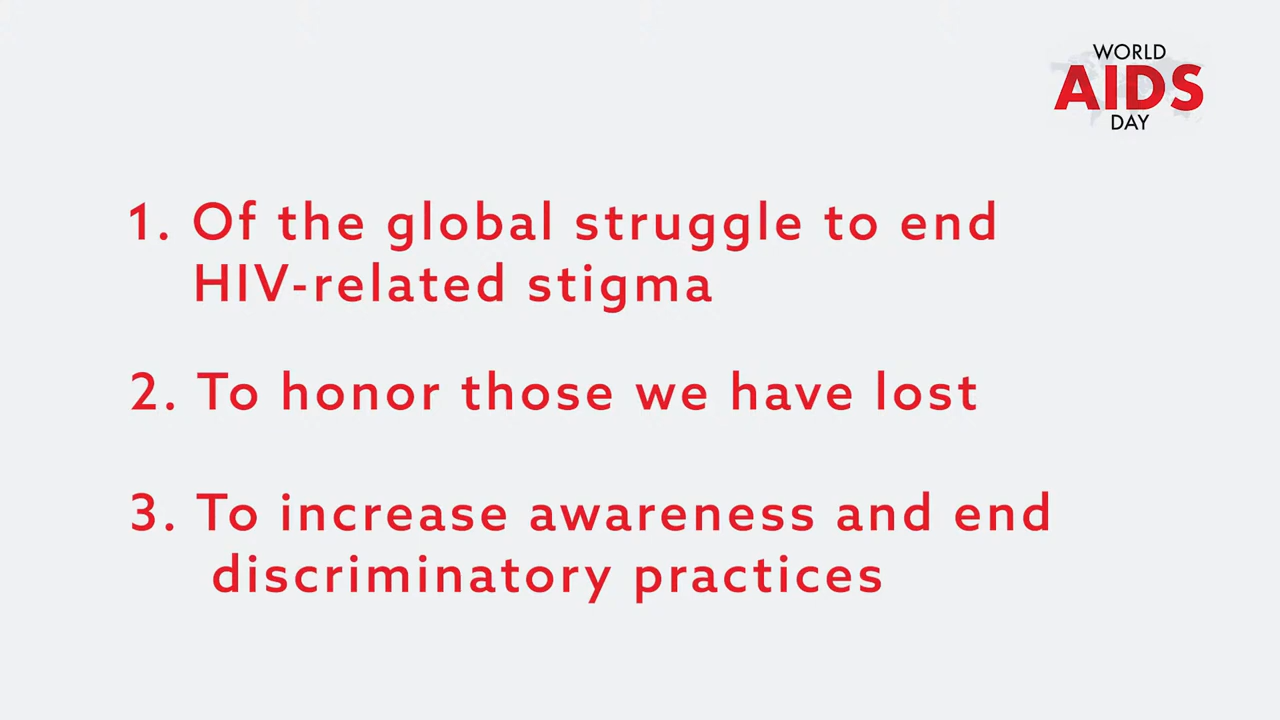 WORLD
AIDS
DAY
1. Of the global struggle to end
HIV-related stigma
2. To honor those we have lost
3. To increase awareness and end
discriminatory practices